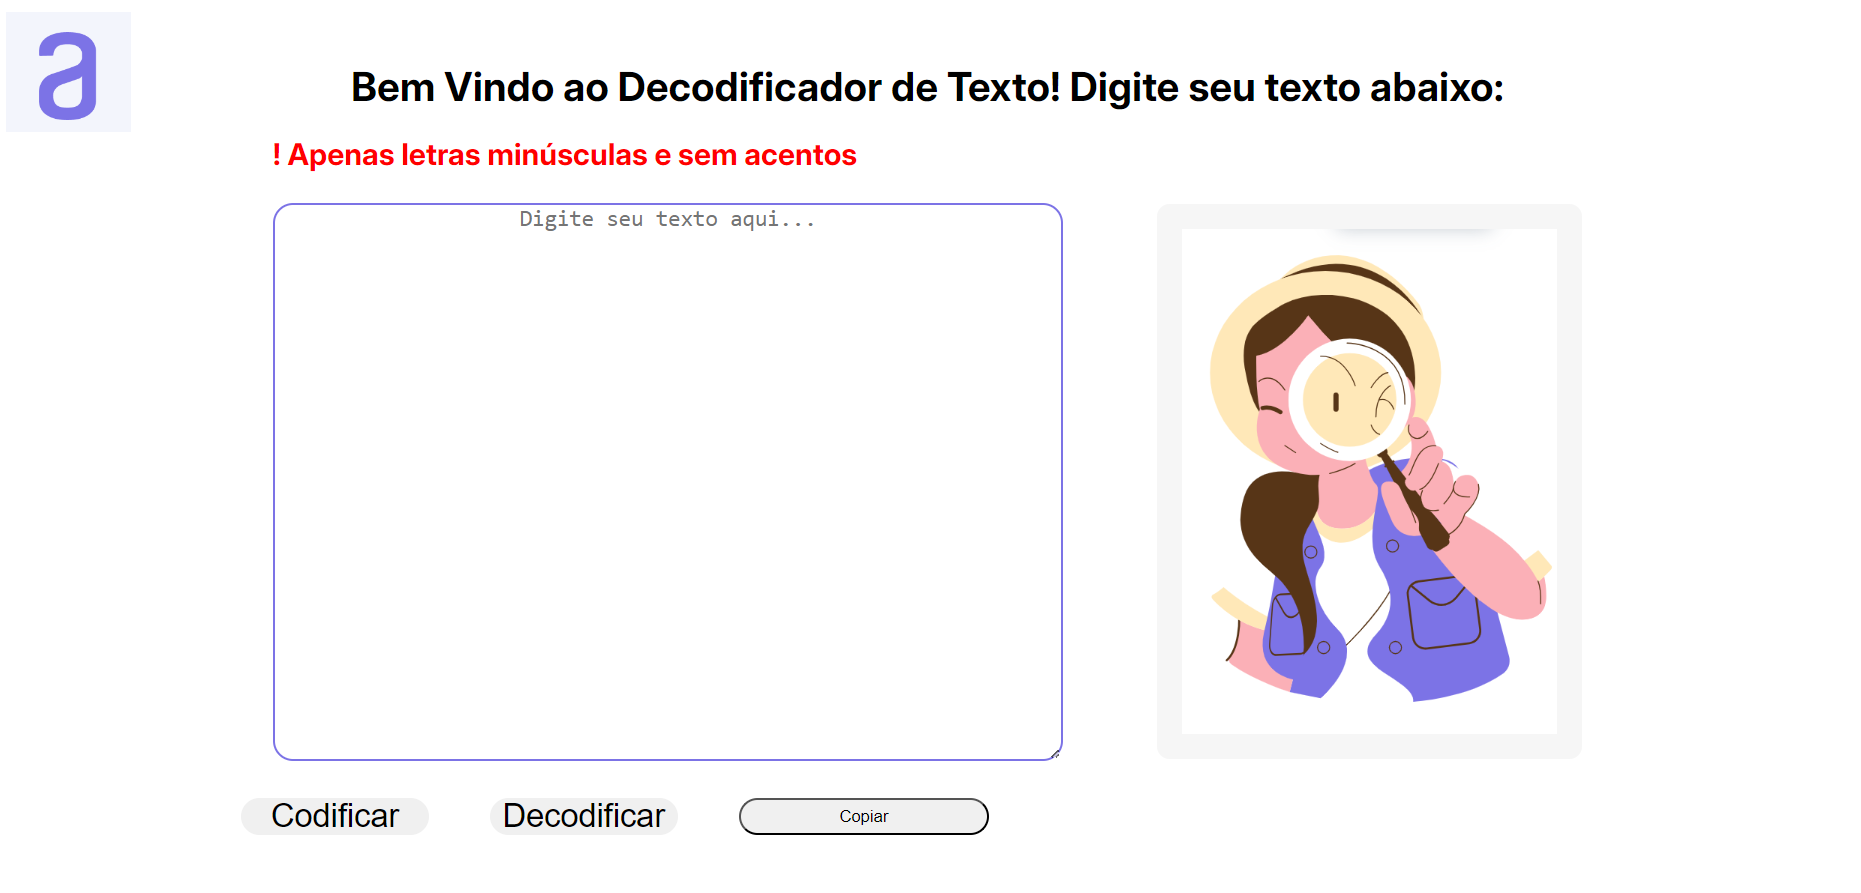 a
Bem Vindo ao Decodificador de Texto! Digite seu texto abaixo:
! Apenas letras minúsculas e sem acentos
Digite seu texto aqui...
Codificar
Decodificar
Copiar